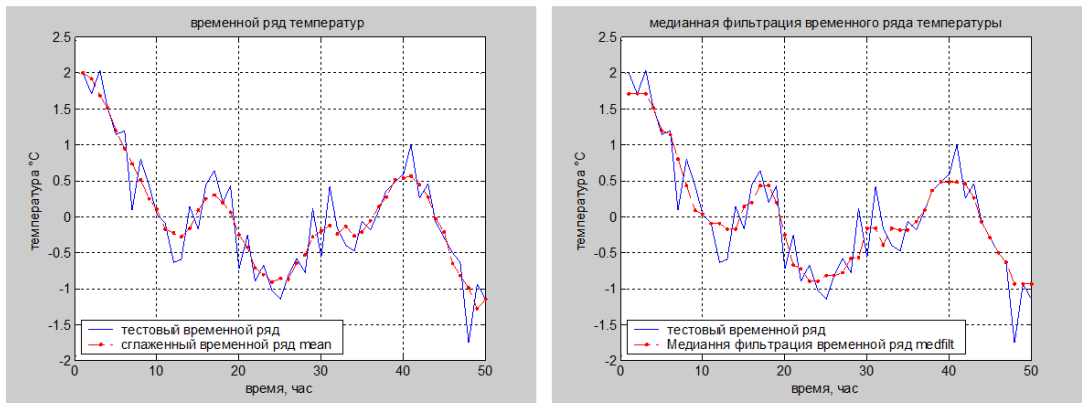 временной ряд температур
2.5
2
1.5
1
0.5
0
-0.5
-1
-1.5
-2
температура °C
тестовый временной ряд
сглаженный временной ряд mean
0 10 20 30 40 50
время, час
медианная фильтрация временного ряда температуры
2.5
2
1.5
1
0.5
0
-0.5
-1
-1.5
-2
температура °C
тестовый временной ряд
Медиання фильтрация временной ряд medfilt
0 10 20 30 40 50
время, час